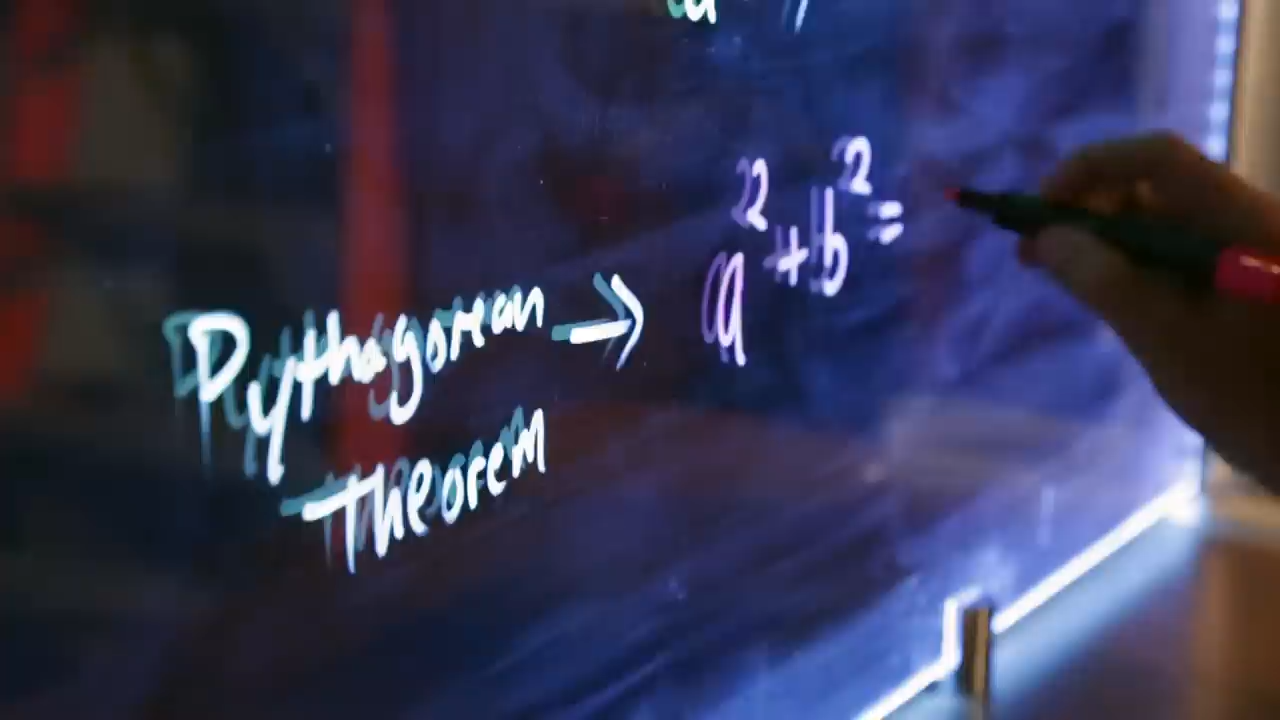 Pythagorean → a² + b² =
Theorem